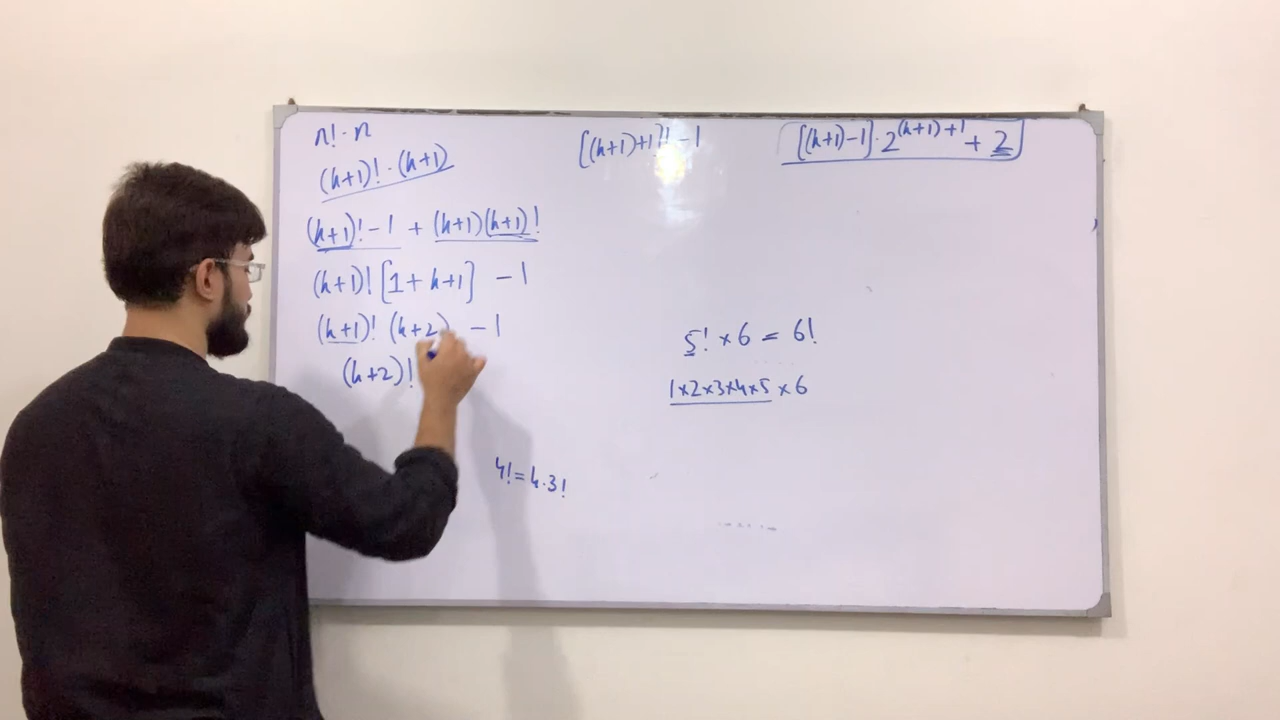 n! · n
(k+1)! · (k+1)
(k+1)! - 1 + (k+1)(k+1)!
(k+1)! [1 + k+1] - 1
(k+1)! (k+2) - 1
(k+2)!
4! = 4 · 3!
[(k+1)+1]! - 1
5! × 6 = 6!
1×2×3×4×5 × 6
[(k+1)-1] · 2^(k+1)+1 + 2